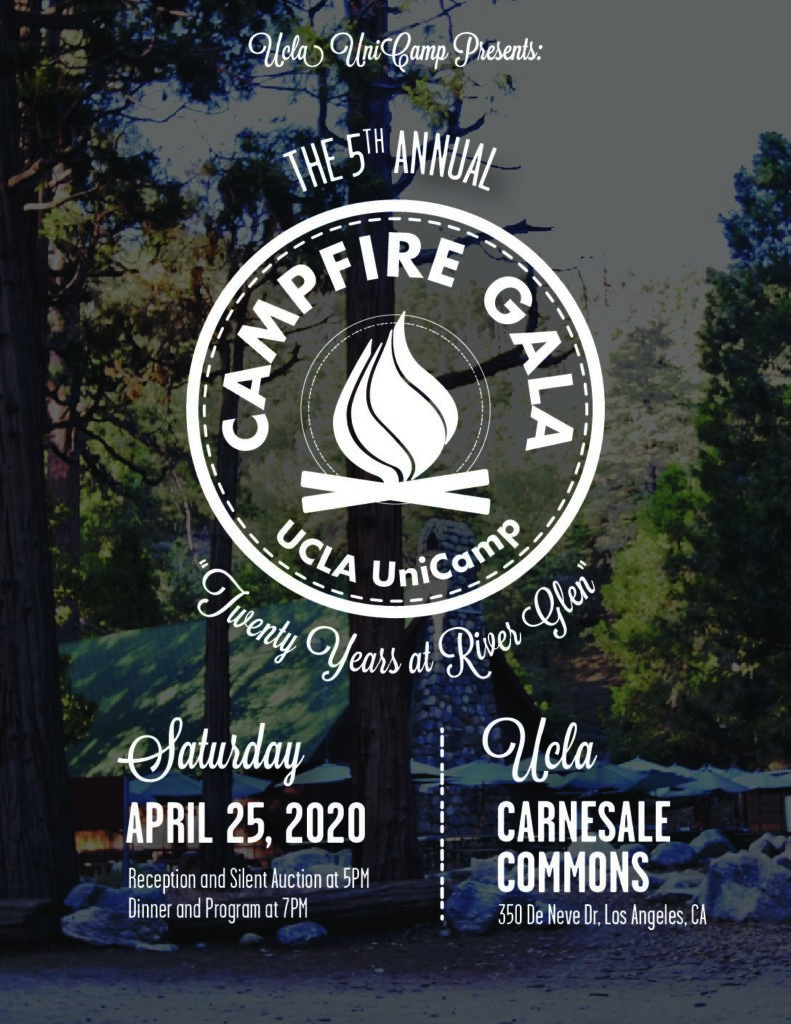 Ucla UniCamp Presents:
THE 5TH ANNUAL
CAMPFIRE GALA
UCLA UniCamp
"Twenty Years at River Glen"
Saturday
APRIL 25, 2020
Reception and Silent Auction at 5PM
Dinner and Program at 7PM
Ucla
CARNESALE
COMMONS
350 De Neve Dr, Los Angeles, CA